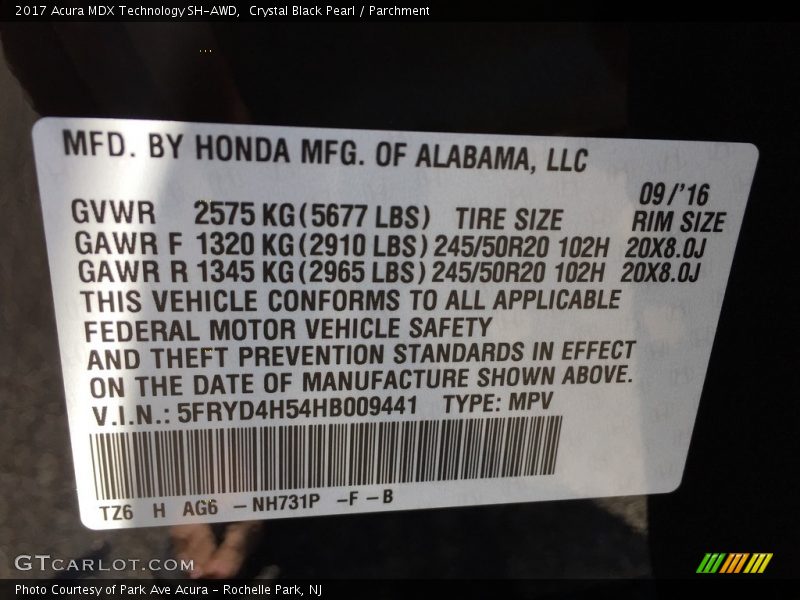 2017 Acura MDX Technology SH-AWD,  Crystal Black Pearl / Parchment
MFD. BY HONDA MFG. OF ALABAMA, LLC
09/'16
GVWR 2575 KG (5677 LBS) TIRE SIZE RIM SIZE
GAWR F 1320 KG (2910 LBS) 245/50R20 102H 20X8.0J
GAWR R 1345 KG (2965 LBS) 245/50R20 102H 20X8.0J
THIS VEHICLE CONFORMS TO ALL APPLICABLE
FEDERAL MOTOR VEHICLE SAFETY
AND THEFT PREVENTION STANDARDS IN EFFECT
ON THE DATE OF MANUFACTURE SHOWN ABOVE.
V.I.N.: 5FRYD4H54HB009441 TYPE: MPV
TZ6 H AG6 – NH731P –F – B
GTCARLOT.COM
Photo Courtesy of Park Ave Acura - Rochelle Park, NJ